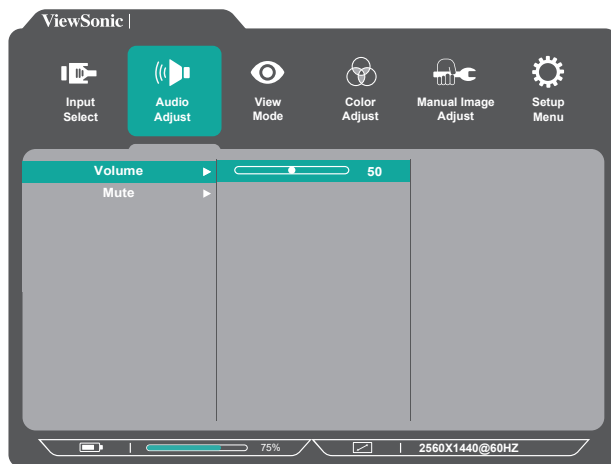 ViewSonic
Input Select
Audio Adjust
View Mode
Color Adjust
Manual Image Adjust
Setup Menu
Volume 50
Mute
75% 2560X1440@60HZ